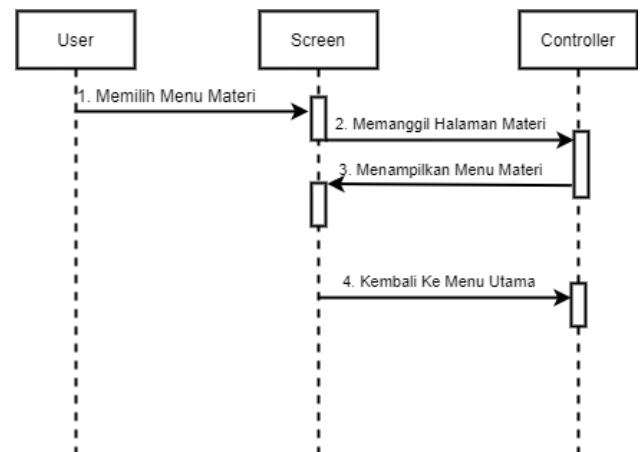 User
Screen
Controller
1. Memilih Menu Materi
2. Memanggil Halaman Materi
3. Menampilkan Menu Materi
4. Kembali Ke Menu Utama